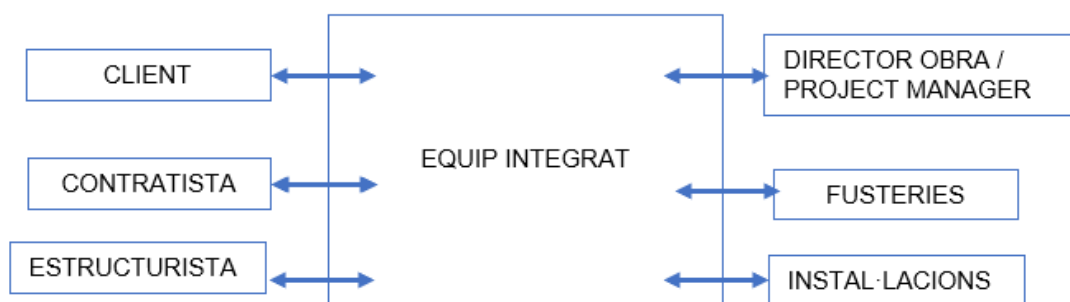 CLIENT
DIRECTOR OBRA /
PROJECT MANAGER
EQUIP INTEGRAT
CONTRATISTA
FUSTERIES
ESTRUCTURISTA
INSTAL·LACIONS